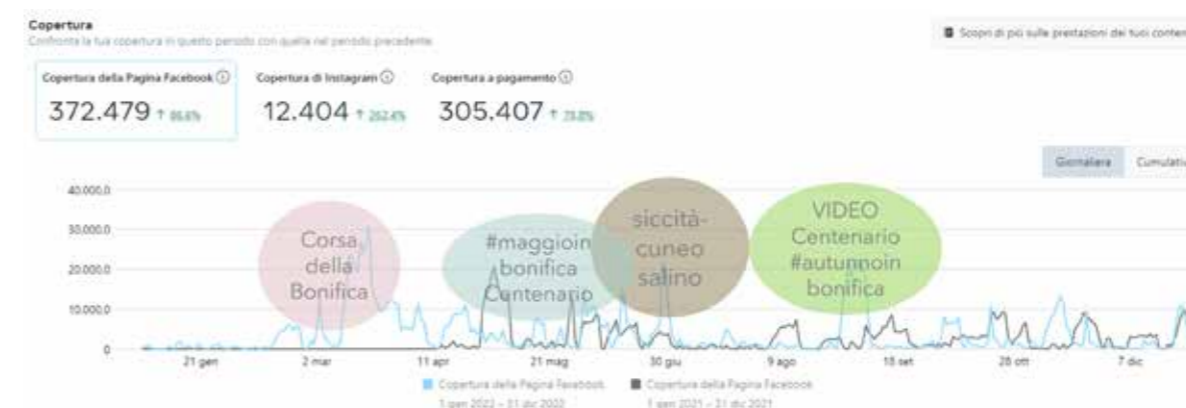 Copertura
Confronta la tua copertura in questo periodo con quella nel periodo precedente.
Scopri di più sulle prestazioni dei tuoi conten
Copertura della Pagina Facebook
Copertura di Instagram
Copertura a pagamento
372.479 ↑ 86.6%
12.404 ↑ 262.4%
305.407 ↑ 73.8%
Giornaliera
Cumulativ
40.000,0
30.000,0
20.000,0
10.000,0
0
Corsa
della
Bonifica
#maggioin
bonifica
Centenario
siccità-
cuneo
salino
VIDEO
Centenario
#autunnoin
bonifica
21 gen
2 mar
11 apr
21 mag
30 giu
9 ago
18 set
28 ott
7 dic
Copertura della Pagina Facebook
1 gen 2022 – 31 dic 2022
Copertura della Pagina Facebook
1 gen 2021 – 31 dic 2021